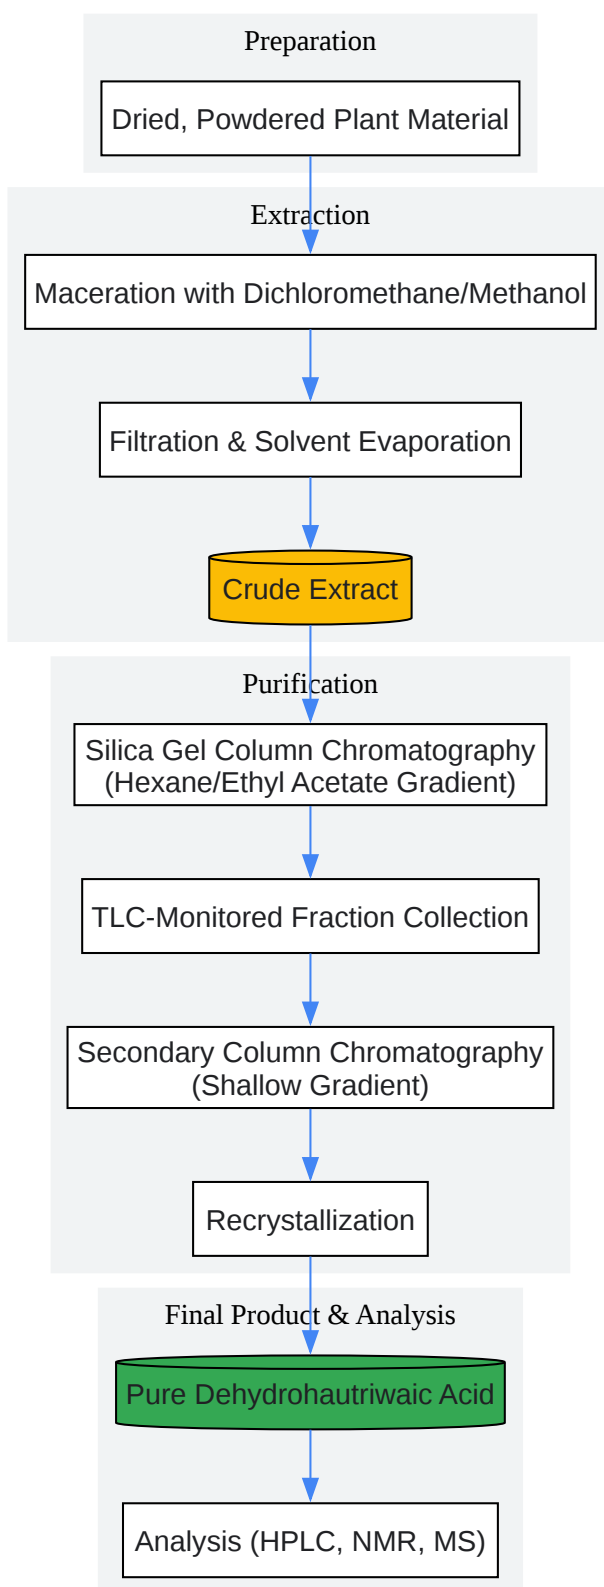 Preparation
Dried, Powdered Plant Material
Extraction
Maceration with Dichloromethane/Methanol
Filtration & Solvent Evaporation
Crude Extract
Purification
Silica Gel Column Chromatography
(Hexane/Ethyl Acetate Gradient)
TLC-Monitored Fraction Collection
Secondary Column Chromatography
(Shallow Gradient)
Recrystallization
Final Product & Analysis
Pure Dehydrohautriwaic Acid
Analysis (HPLC, NMR, MS)